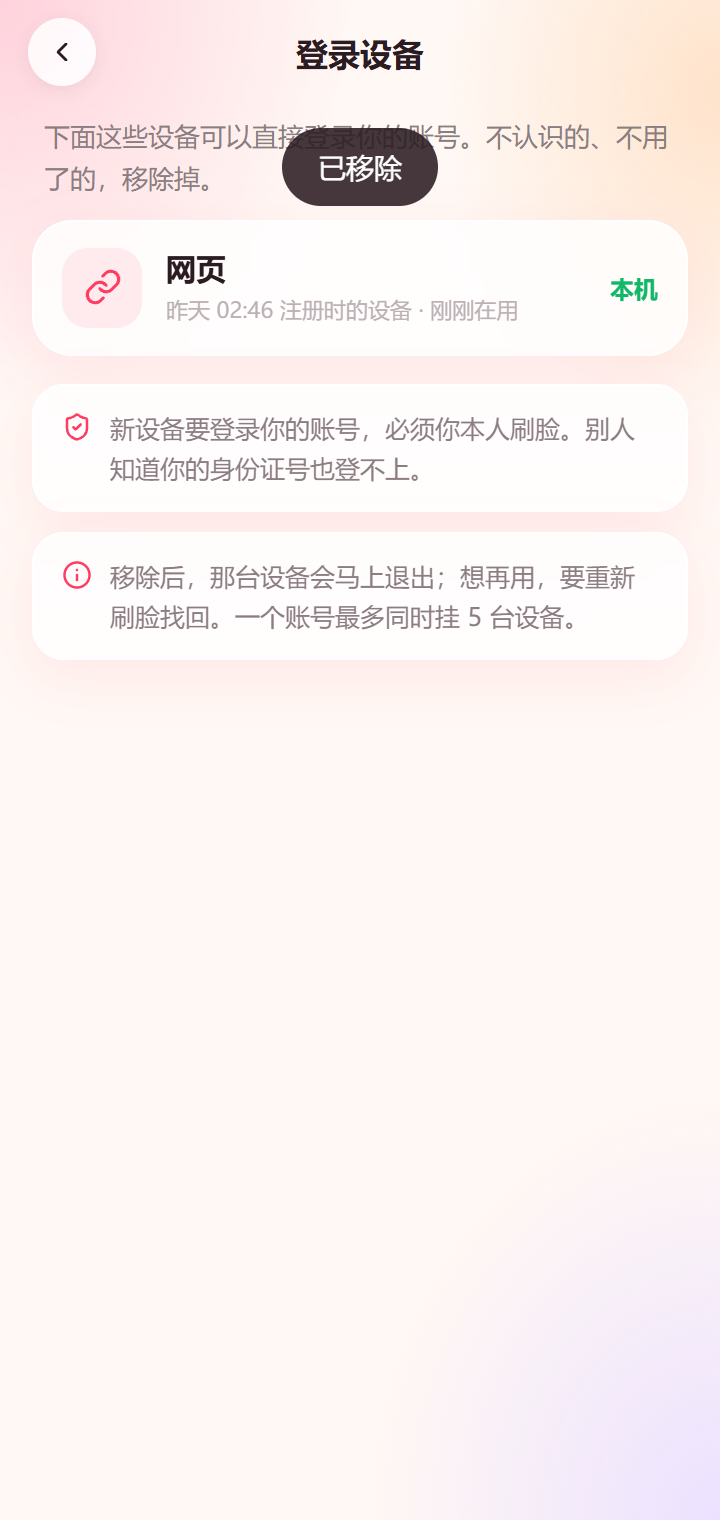 登录设备
下面这些设备可以直接登录你的账号。不认识的、不用
了的，移除掉。
已移除
网页
昨天 02:46 注册时的设备 · 刚刚在用
本机
新设备要登录你的账号，必须你本人刷脸。别人
知道你的身份证号也登不上。
移除后，那台设备会马上退出；想再用，要重新
刷脸找回。一个账号最多同时挂 5 台设备。